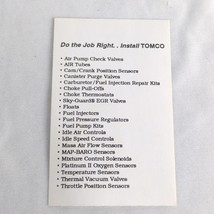 Do the Job Right. . Install TOMCO
• Air Pump Check Valves
• AIR Tubes
• Cam/Crank Position Sensors
• Canister Purge Valves
• Carburetor/Fuel Injection Repair Kits
• Choke Pull-Offs
• Choke Thermostats
• Sky-Guard® EGR Valves
• Floats
• Fuel Injectors
• Fuel Pressure Regulators
• Fuel Pump Kits
• Idle Air Controls
• Idle Speed Controls
• Mass Air Flow Sensors
• MAP-BARO Sensors
• Mixture Control Solenoids
• Platinum II Oxygen Sensors
• Temperature Sensors
• Thermal Vacuum Valves
• Throttle Position Sensors